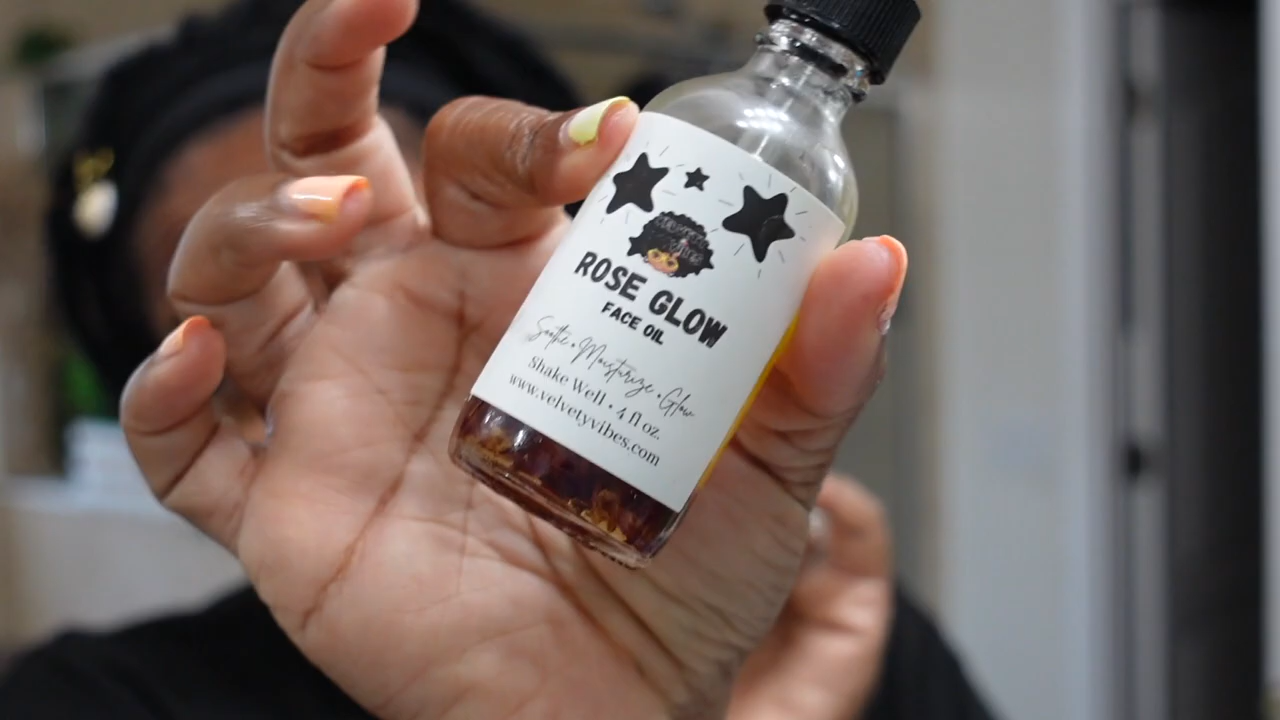 ROSE GLOW
FACE OIL
Soothe • Moisturize • Glow
Shake Well • 4 fl oz.
www.velvetyvibes.com